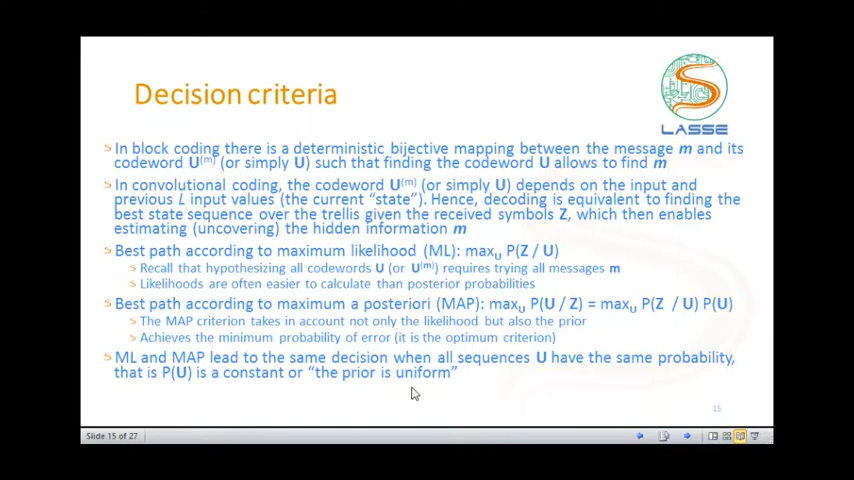 Decision criteria
LASSE
In block coding there is a deterministic bijective mapping between the message m and its
codeword U(m) (or simply U) such that finding the codeword U allows to find m
In convolutional coding, the codeword U(m) (or simply U) depends on the input and
previous L input values (the current “state”). Hence, decoding is equivalent to finding the
best state sequence over the trellis given the received symbols Z, which then enables
estimating (uncovering) the hidden information m
Best path according to maximum likelihood (ML): maxU P(Z / U)
Recall that hypothesizing all codewords U (or U(m)) requires trying all messages m
Likelihoods are often easier to calculate than posterior probabilities
Best path according to maximum a posteriori (MAP): maxU P(U / Z) = maxU P(Z / U) P(U)
The MAP criterion takes in account not only the likelihood but also the prior
Achieves the minimum probability of error (it is the optimum criterion)
ML and MAP lead to the same decision when all sequences U have the same probability,
that is P(U) is a constant or “the prior is uniform”
15
Slide 15 of 27